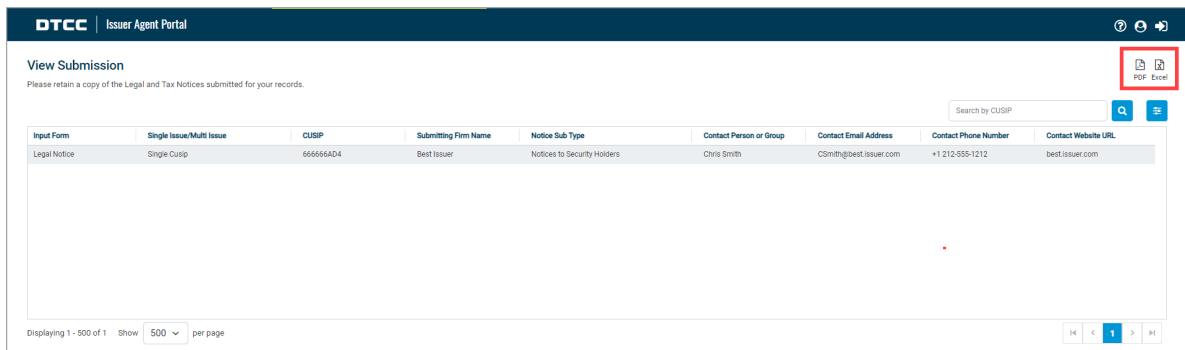 DTCC | Issuer Agent Portal
View Submission
Please retain a copy of the Legal and Tax Notices submitted for your records.
PDF Excel
Search by CUSIP
Input Form Single Issue/Multi Issue CUSIP Submitting Firm Name Notice Sub Type Contact Person or Group Contact Email Address Contact Phone Number Contact Website URL
Legal Notice Single Cusip 666666AD4 Best Issuer Notices to Security Holders Chris Smith CSmith@best.issuer.com +1 212-555-1212 best.issuer.com
Displaying 1 - 500 of 1 Show 500 per page 1